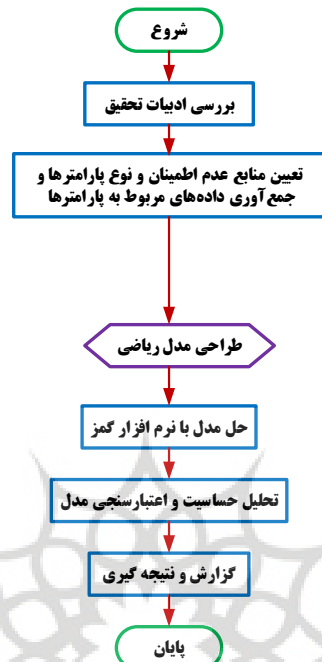 شروع
بررسی ادبیات تحقیق
تعیین منابع عدم اطمینان و نوع پارامترها و
جمع‌آوری داده‌های مربوط به پارامترها
طراحی مدل ریاضی
حل مدل با نرم افزار گمز
تحلیل حساسیت و اعتبارسنجی مدل
گزارش و نتیجه گیری
پایان